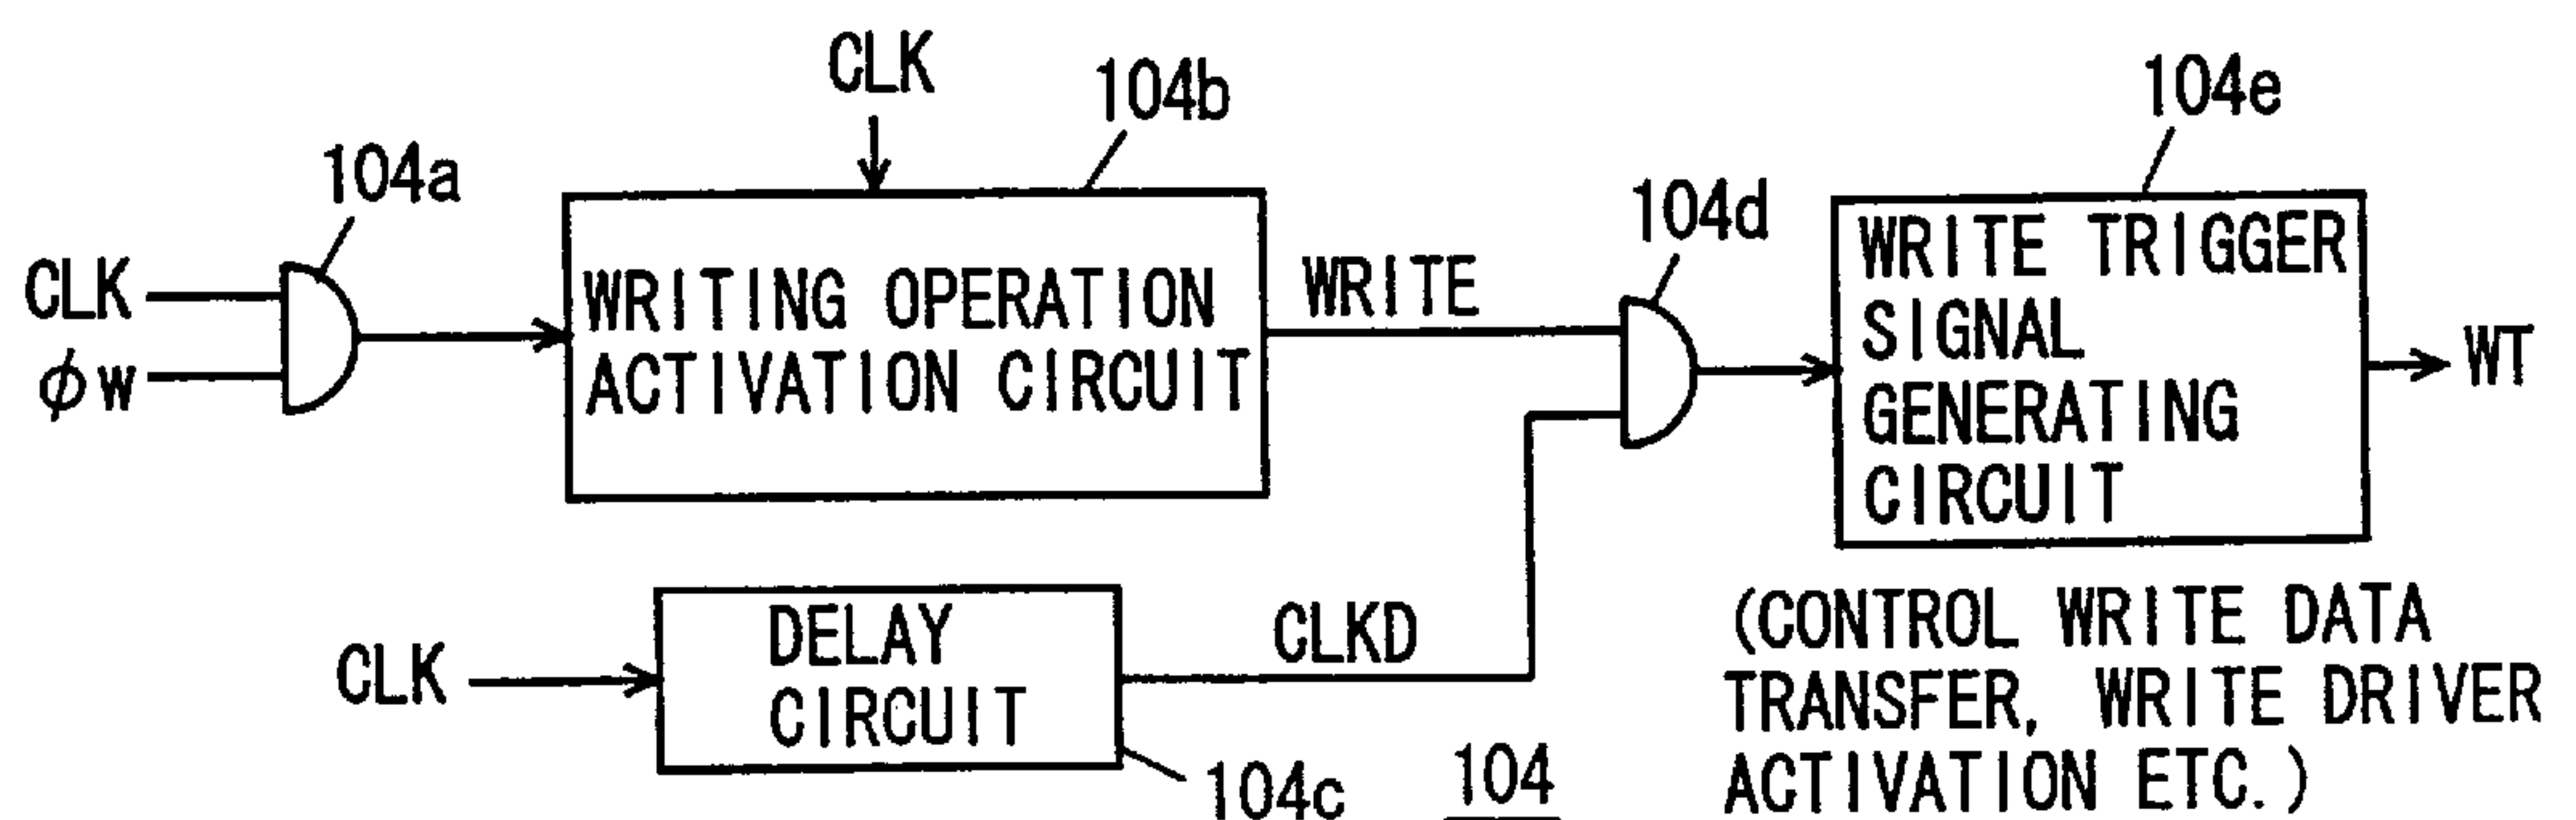 CLK
104b
104e
104a
104d
CLK
φw
WRITING OPERATION
ACTIVATION CIRCUIT
WRITE
WRITE TRIGGER
SIGNAL
GENERATING
CIRCUIT
WT
CLK
DELAY
CIRCUIT
CLKD
104c
104
(CONTROL WRITE DATA
TRANSFER, WRITE DRIVER
ACTIVATION ETC.)